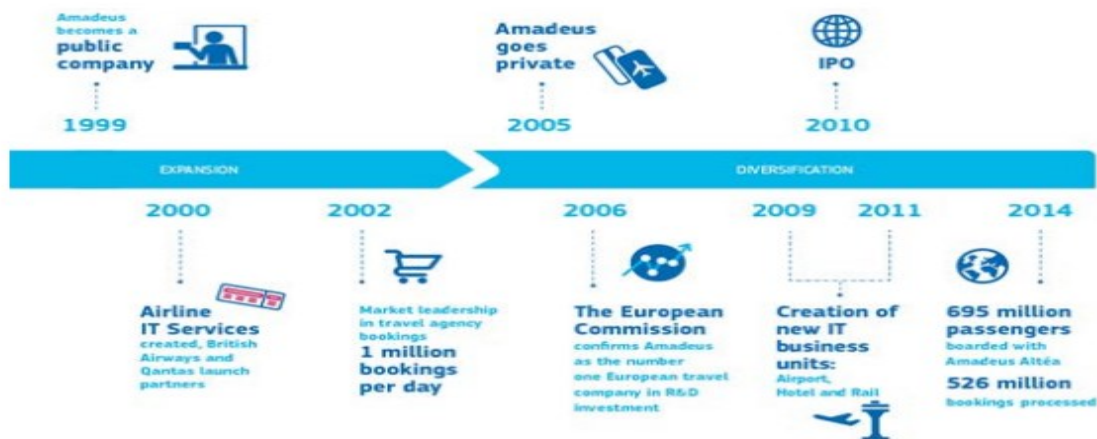 Amadeus
becomes a
public
company
Amadeus
goes
private
IPO
1999
2005
2010
EXPANSION
DIVERSIFICATION
2000
2002
2006
2009
2011
2014
Airline
IT Services
created, British
Airways and
Qantas launch
partners
Market leadership
in travel agency
bookings
1 million
bookings
per day
The European
Commission
confirms Amadeus
as the number
one European travel
company in R&D
investment
Creation of
new IT
business
units:
Airport,
Hotel and Rail
695 million
passengers
boarded with
Amadeus Altéa
526 million
bookings processed